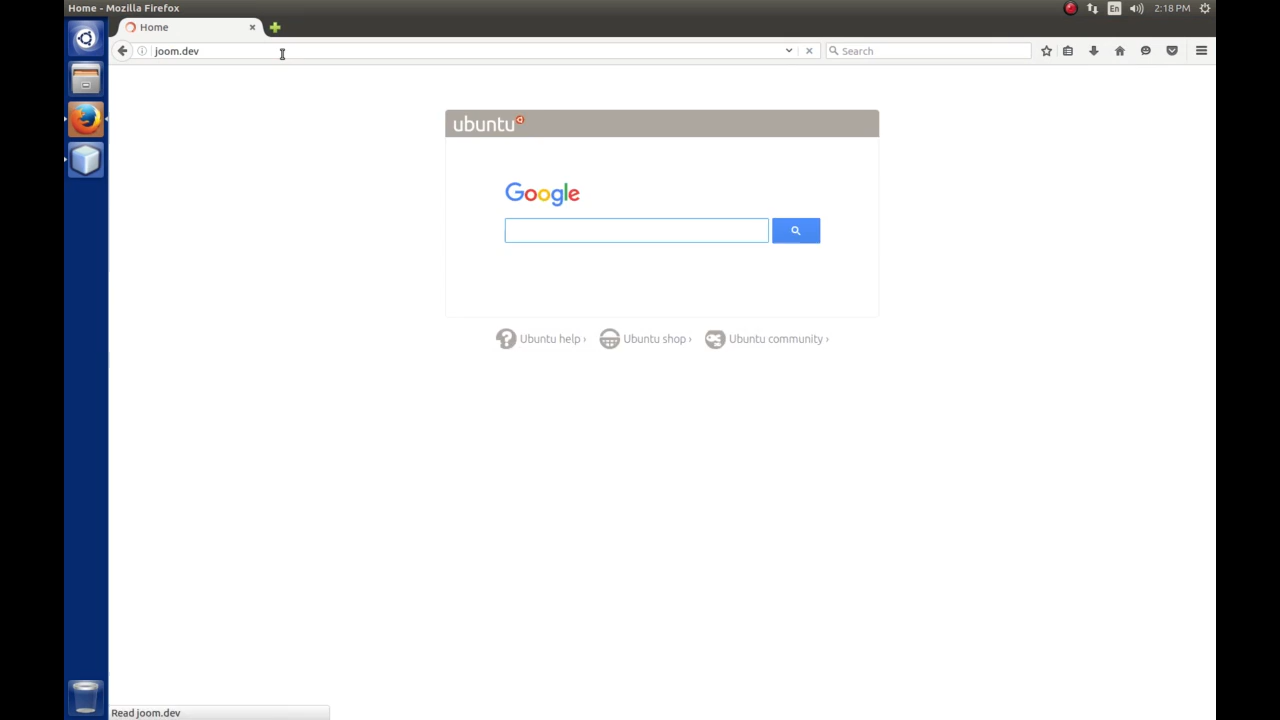 Home - Mozilla Firefox
En
2:18 PM
Home
joom.dev
Search
ubuntu
Google
Ubuntu help ›
Ubuntu shop ›
Ubuntu community ›
Read joom.dev